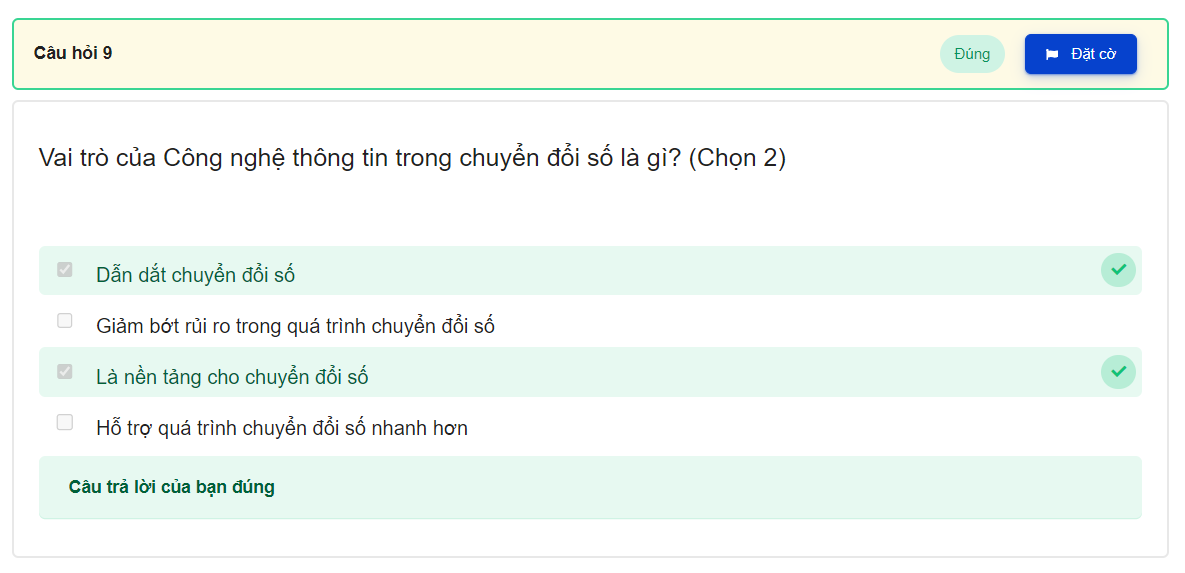 Câu hỏi 9
Đúng
Đặt cờ
Vai trò của Công nghệ thông tin trong chuyển đổi số là gì? (Chọn 2)
Dẫn dắt chuyển đổi số
Giảm bớt rủi ro trong quá trình chuyển đổi số
Là nền tảng cho chuyển đổi số
Hỗ trợ quá trình chuyển đổi số nhanh hơn
Câu trả lời của bạn đúng